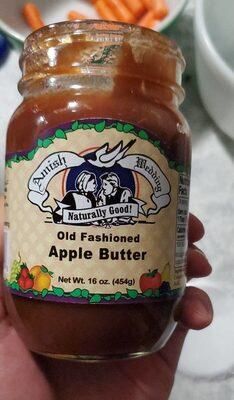 Amish Wedding
Naturally Good!
Old Fashioned
Apple Butter
Net Wt. 16 oz. (454g)